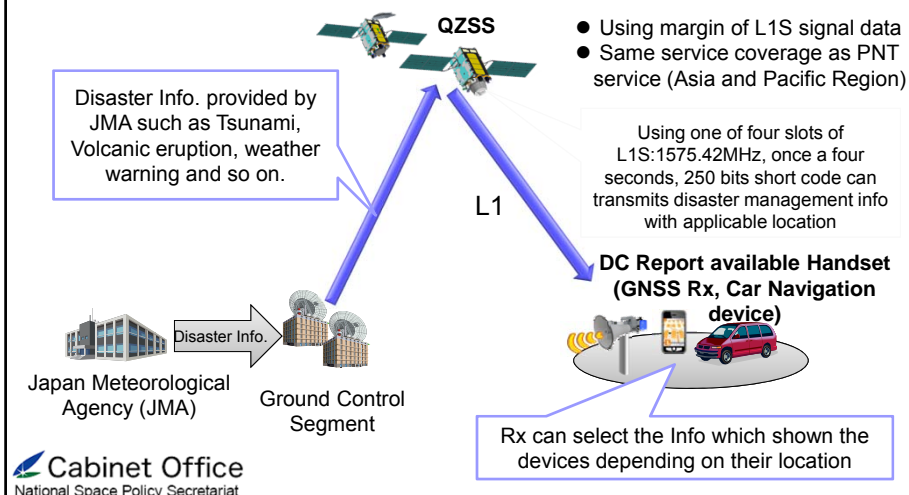 QZSS
● Using margin of L1S signal data
● Same service coverage as PNT
service (Asia and Pacific Region)
Disaster Info. provided by
JMA such as Tsunami,
Volcanic eruption, weather
warning and so on.
Using one of four slots of
L1S:1575.42MHz, once a four
seconds, 250 bits short code can
transmits disaster management info
with applicable location
L1
DC Report available Handset
(GNSS Rx, Car Navigation
device)
Disaster Info.
Japan Meteorological
Agency (JMA)
Ground Control
Segment
Rx can select the Info which shown the
devices depending on their location
Cabinet Office
National Space Policy Secretariat